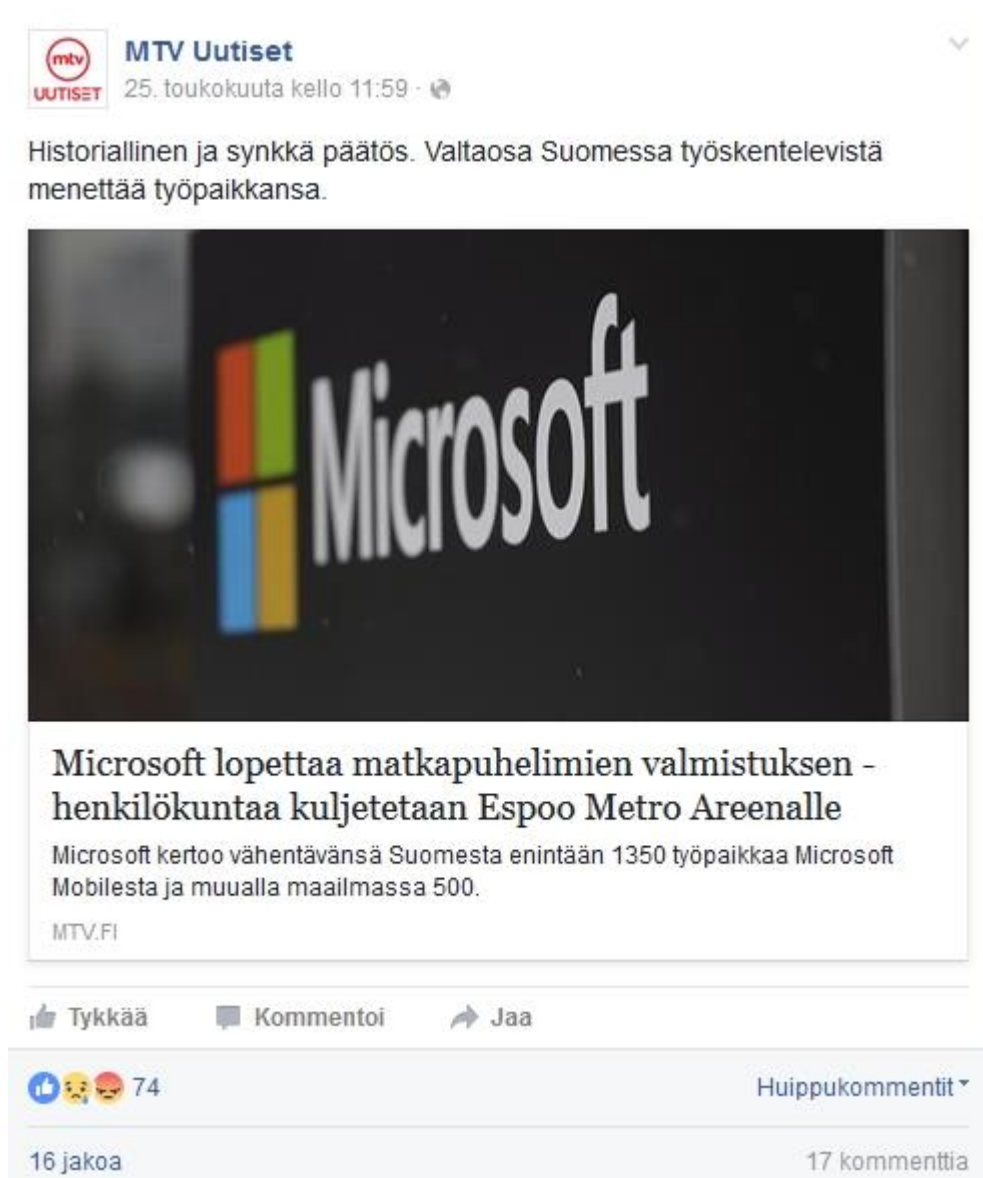 mtv
UUTISET
MTV Uutiset
25. toukokuuta kello 11:59 ·
Historiallinen ja synkkä päätös. Valtaosa Suomessa työskentelevistä
menettää työpaikkansa.
Microsoft
Microsoft lopettaa matkapuhelimien valmistuksen -
henkilökuntaa kuljetetaan Espoo Metro Areenalle
Microsoft kertoo vähentävänsä Suomesta enintään 1350 työpaikkaa Microsoft
Mobilesta ja muualla maailmassa 500.
MTV.FI
Tykkää Kommentoi Jaa
74 Huippukommentit
16 jakoa 17 kommenttia